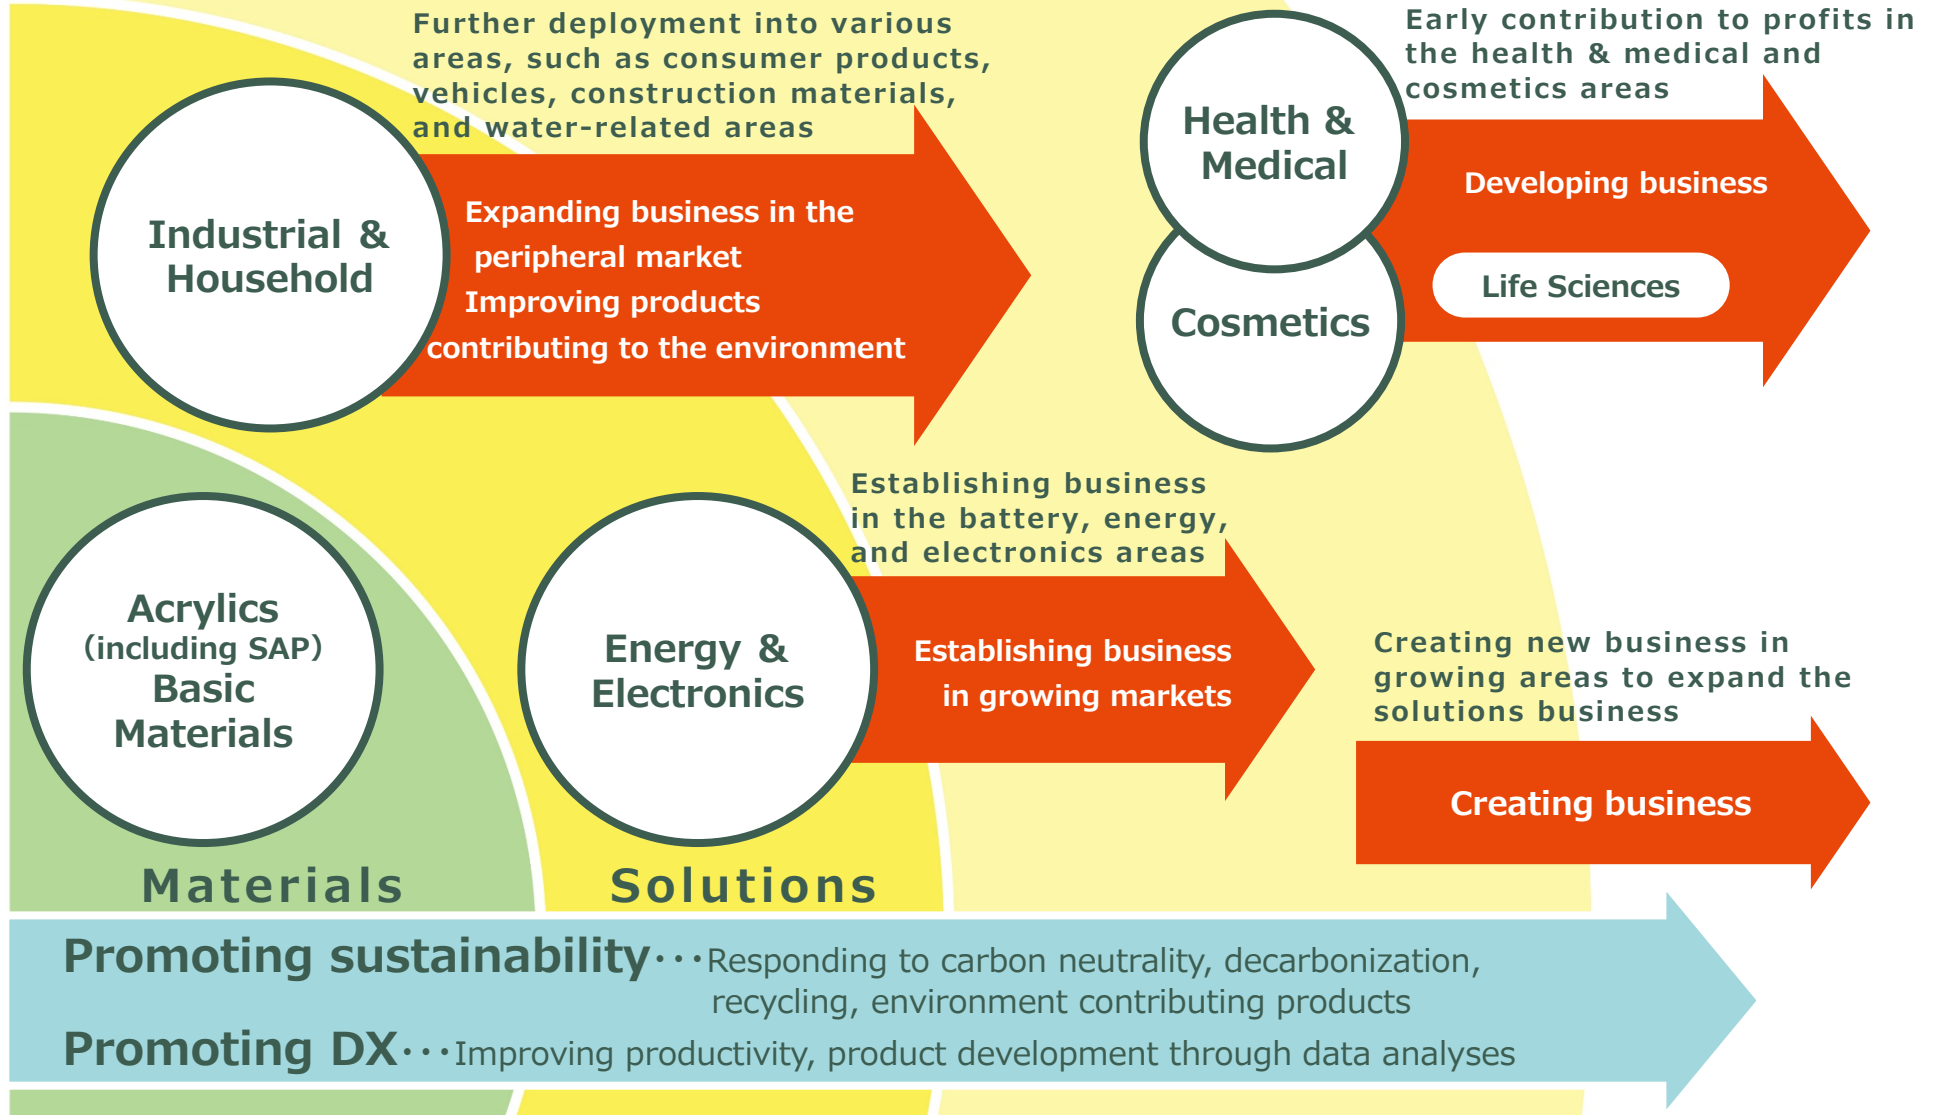 Further deployment into various
areas, such as consumer products,
vehicles, construction materials,
and water-related areas
Industrial &
Household
Expanding business in the
peripheral market
Improving products
contributing to the environment
Early contribution to profits in
the health & medical and
cosmetics areas
Health &
Medical
Cosmetics
Developing business
Life Sciences
Acrylics
(including SAP)
Basic
Materials
Energy &
Electronics
Establishing business
in the battery, energy,
and electronics areas
Establishing business
in growing markets
Creating new business in
growing areas to expand the
solutions business
Creating business
Materials
Solutions
Promoting sustainability･･･Responding to carbon neutrality, decarbonization,
recycling, environment contributing products
Promoting DX･･･Improving productivity, product development through data analyses